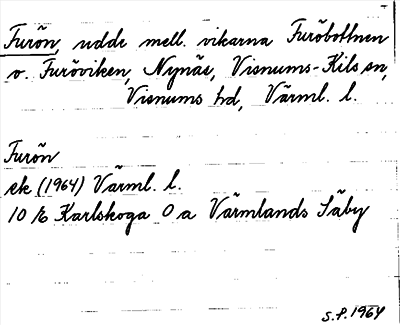 Furön, udde mell. vikarna Furöbottnen
o. Furöviken, Nynäs, Visnums-Kils sn,
Visnums hd, Värml. l.
Furön
ek (1964) Värml. l.
10 E Karlskoga O a Värmlands Säby
S.P. 1964